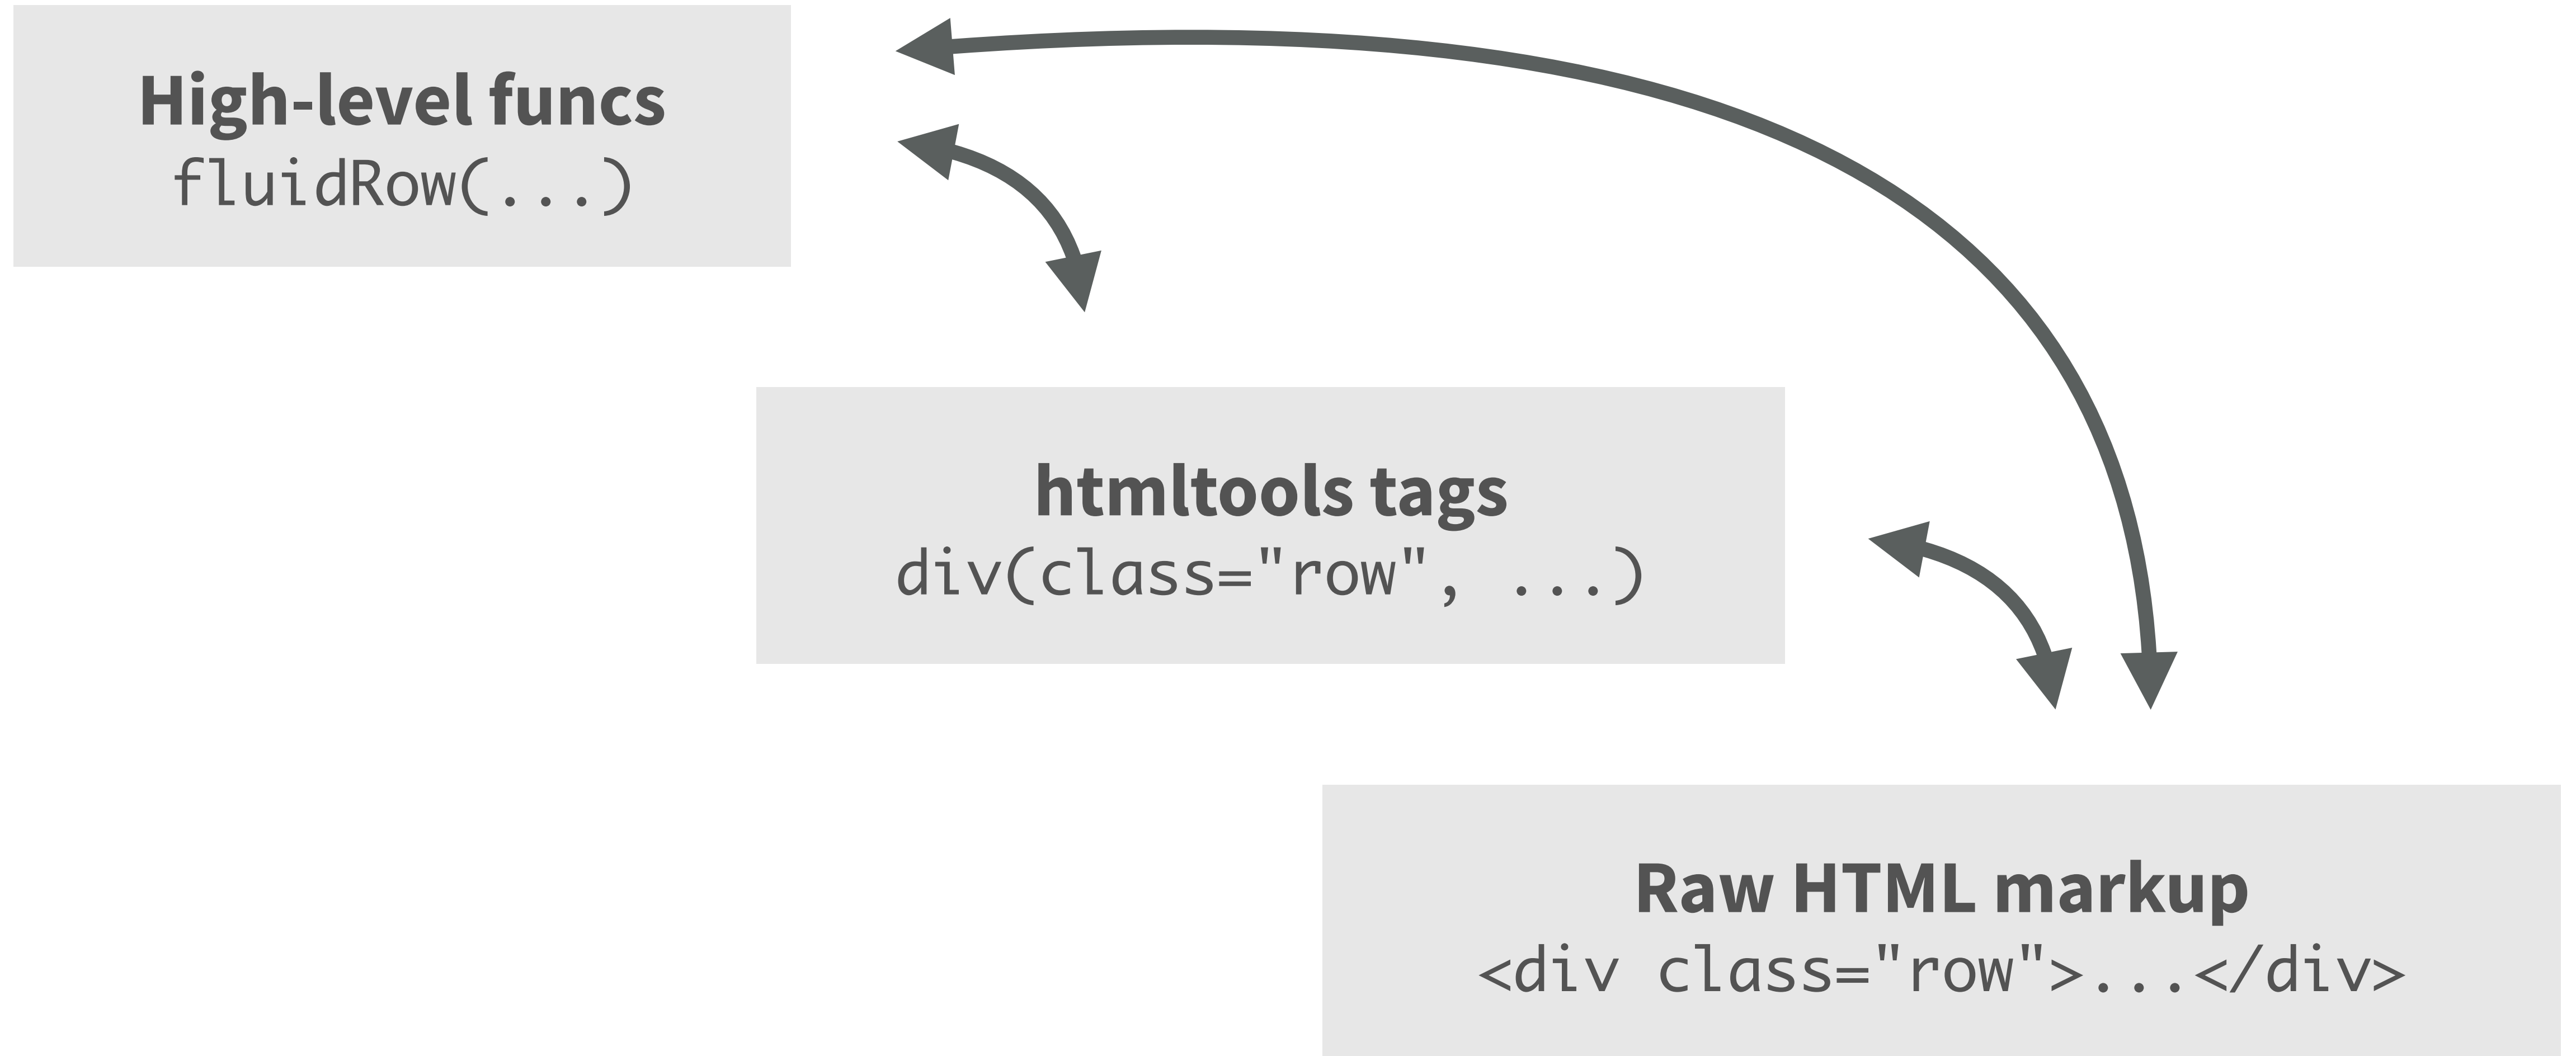 High-level funcs
fluidRow(...)
htmltools tags
div(class="row", ...)
Raw HTML markup
<div class="row">...</div>